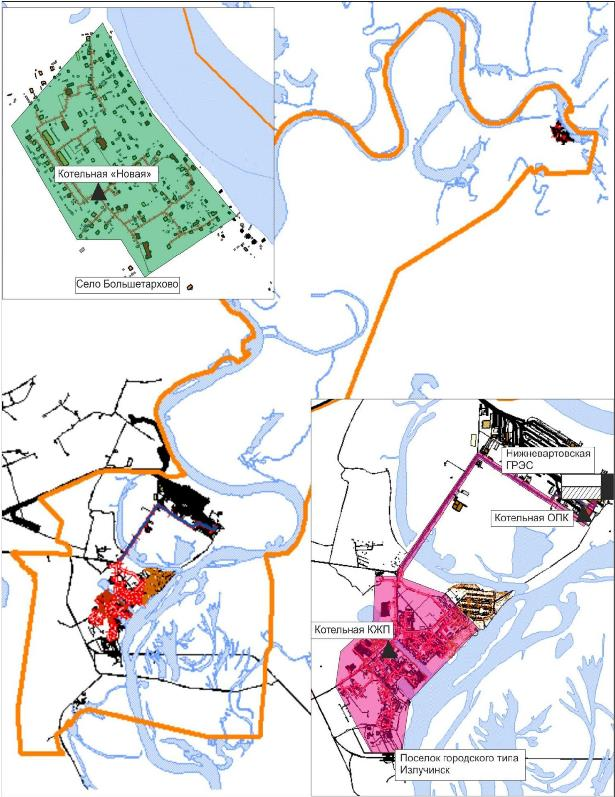 Котельная «Новая»
Село Большетархово
Нижневартовская
ГРЭС
Котельная ОПК
Котельная КЖП
Поселок городского типа
Излучинск